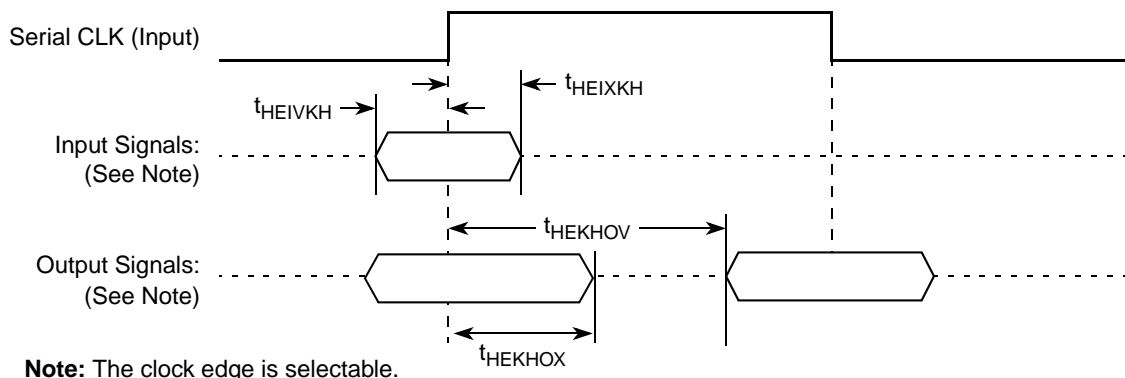 Serial CLK (Input)
tHEIXKH
tHEIVKH
Input Signals:
(See Note)
tHEKHOV
Output Signals:
(See Note)
tHEKHOX
Note: The clock edge is selectable.